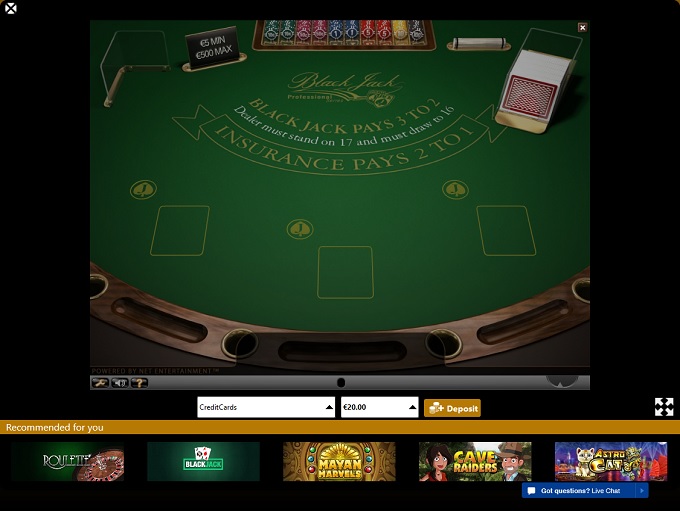 €5 MIN
€500 MAX
Black Jack
Professional
BLACK JACK PAYS 3 TO 2
Dealer must stand on 17 and must draw to 16
INSURANCE PAYS 2 TO 1
POWERED BY NET ENTERTAINMENT™
?
CreditCards
€20.00
Deposit
Recommended for you
ROULETTE
BLACKJACK
MAYAN
MARVELS
CAVE
RAIDERS
ASTRO
CAT
Got questions? Live Chat